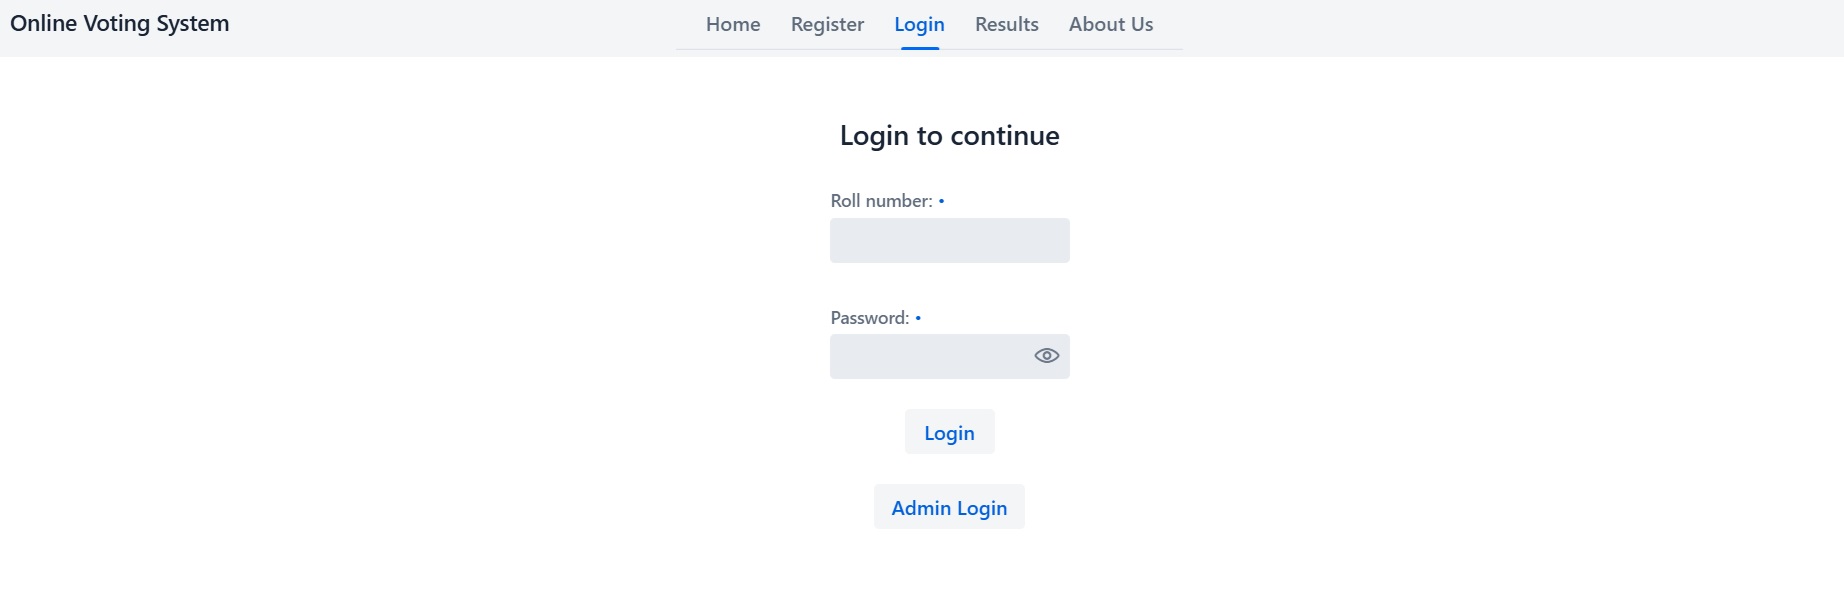 Online Voting System
Home Register Login Results About Us
Login to continue
Roll number: •
Password: •
Login
Admin Login